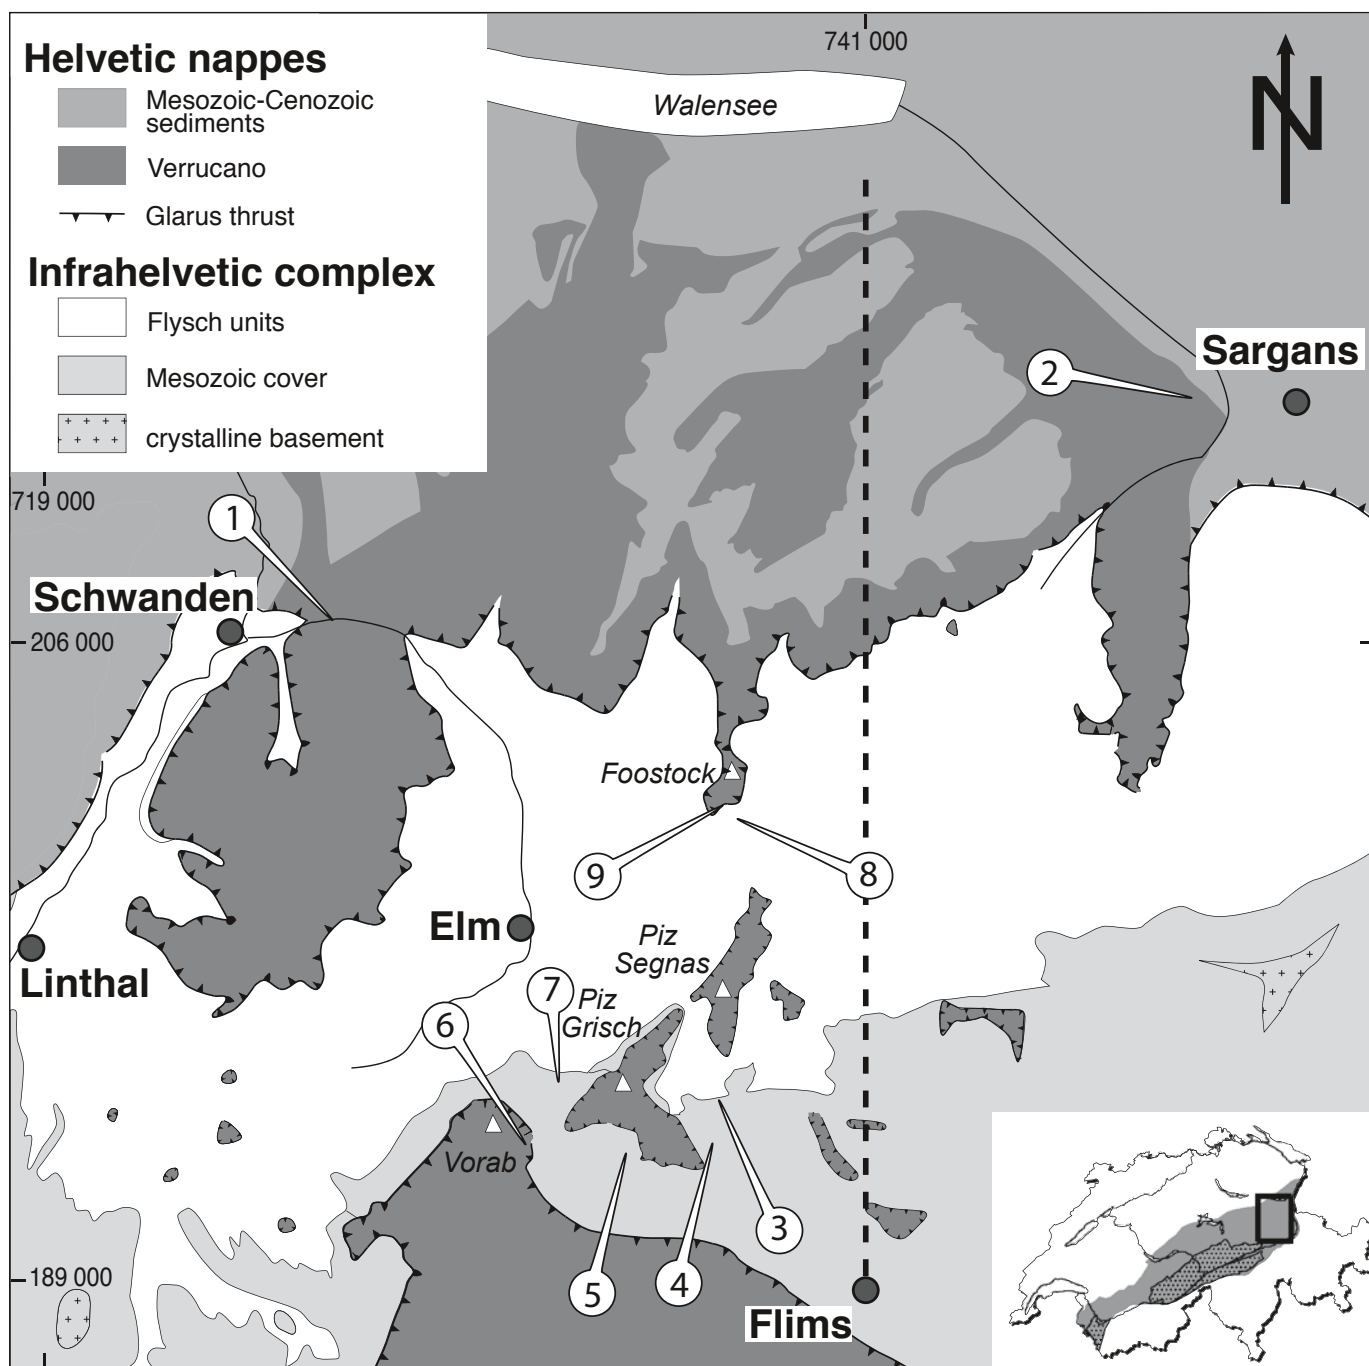 Helvetic nappes
Mesozoic-Cenozoic
sediments
Verrucano
Glarus thrust
Infrahelvetic complex
Flysch units
Mesozoic cover
crystalline basement
741 000
Walensee
N
Sargans
2
719 000
1
Schwanden
206 000
Foostock
9
8
Elm
Piz
Segnas
Linthal
7
Piz
Grisch
6
Vorab
3
5
4
189 000
Flims